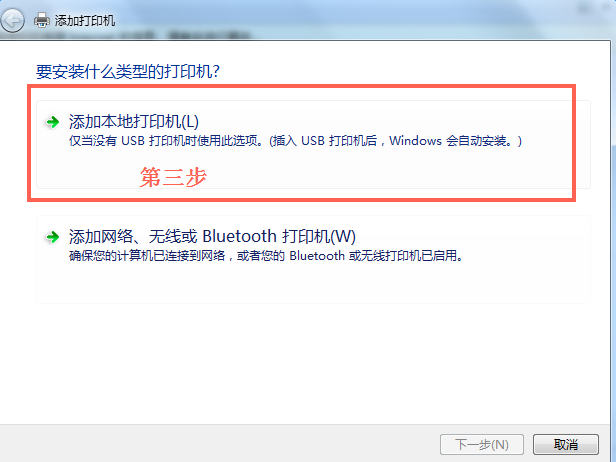 添加打印机
要安装什么类型的打印机?
添加本地打印机(L)
仅当没有 USB 打印机时使用此选项。(插入 USB 打印机后，Windows 会自动安装。)
第三步
添加网络、无线或 Bluetooth 打印机(W)
确保您的计算机已连接到网络，或者您的 Bluetooth 或无线打印机已启用。
下一步(N)
取消